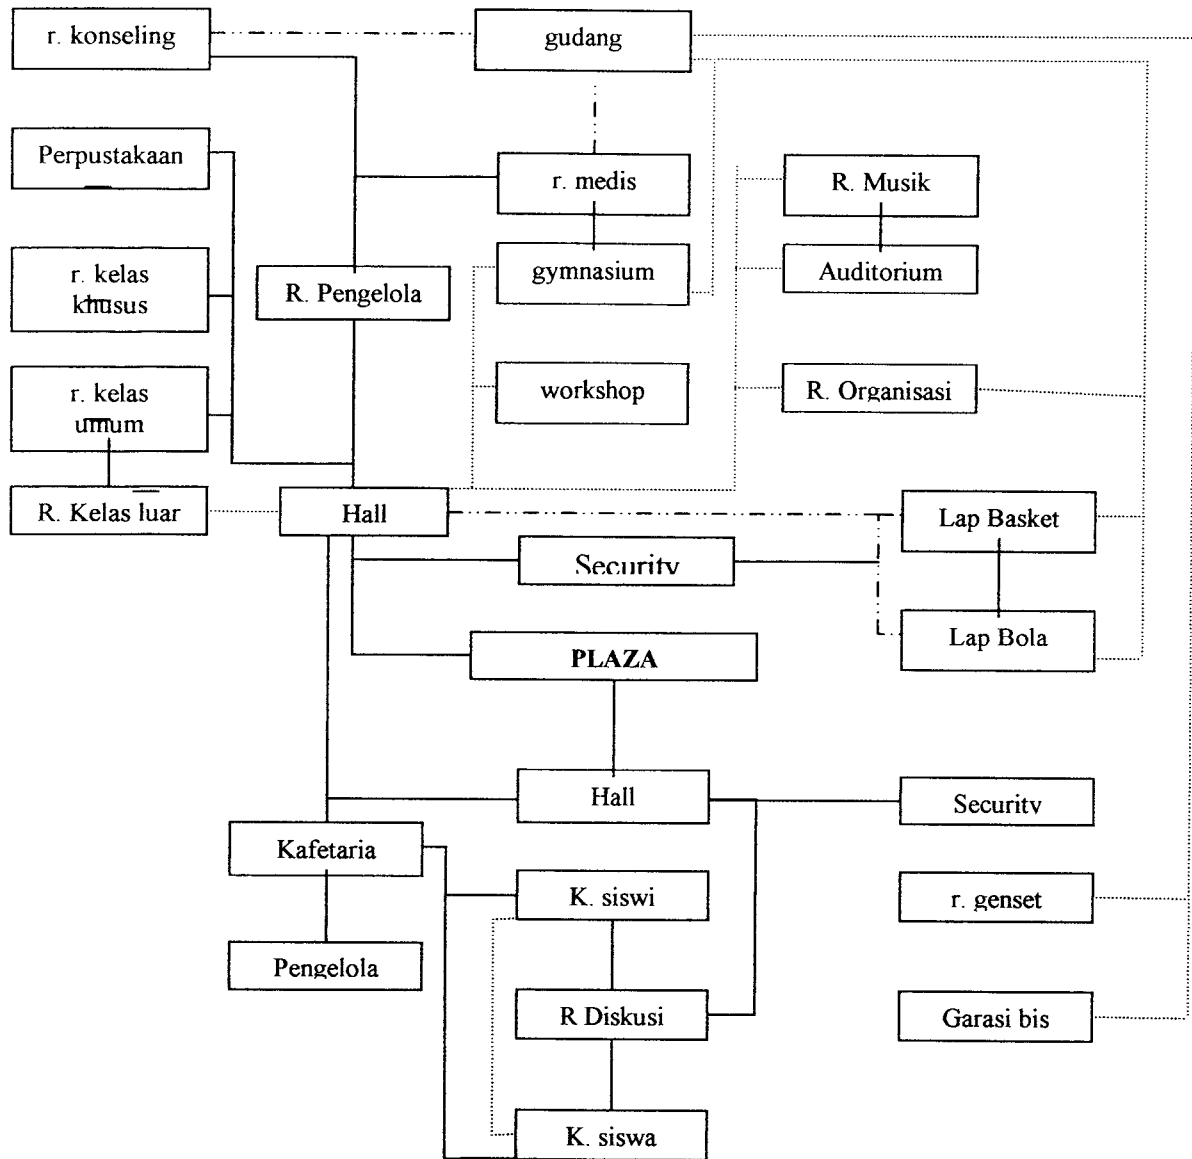 r. konseling
gudang
Perpustakaan
r. medis
R. Musik
r. kelas
khusus
R. Pengelola
gymnasium
Auditorium
r. kelas
umum
workshop
R. Organisasi
R. Kelas luar
Hall
Lap Basket
Security
Lap Bola
PLAZA
Hall
Security
Kafetaria
K. siswi
r. genset
Pengelola
R Diskusi
Garasi bis
K. siswa